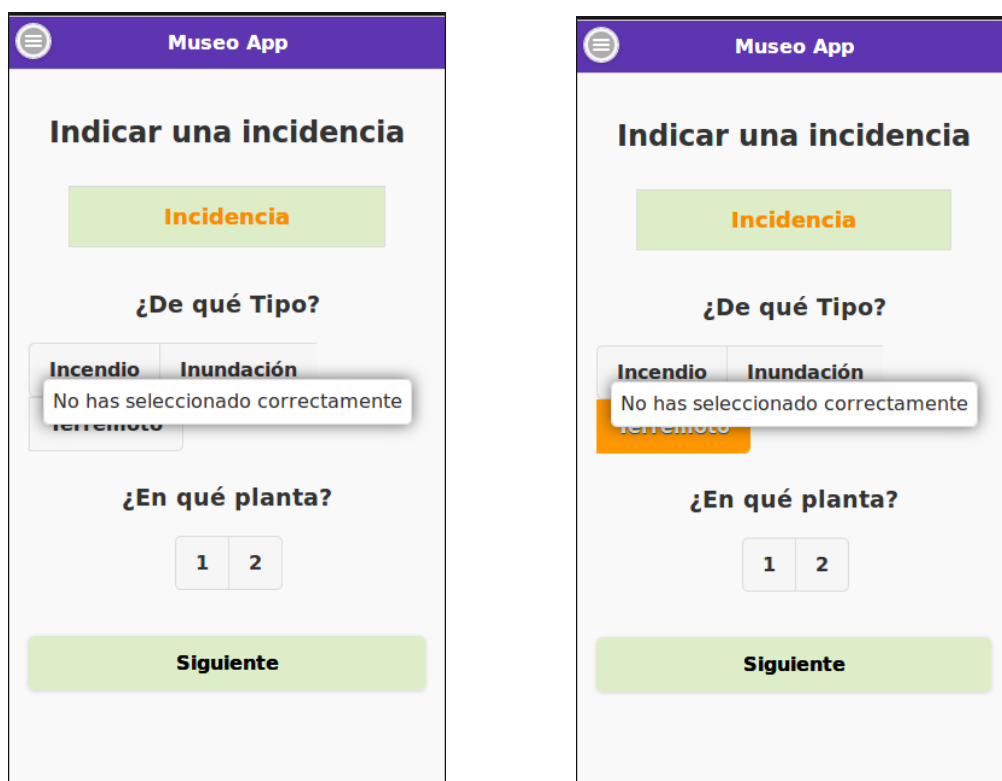 Museo App
Indicar una incidencia
Incidencia
¿De qué Tipo?
Incendio Inundación
No has seleccionado correctamente
Terremoto
¿En qué planta?
1 2
Siguiente
Museo App
Indicar una incidencia
Incidencia
¿De qué Tipo?
Incendio Inundación
No has seleccionado correctamente
Terremoto
¿En qué planta?
1 2
Siguiente